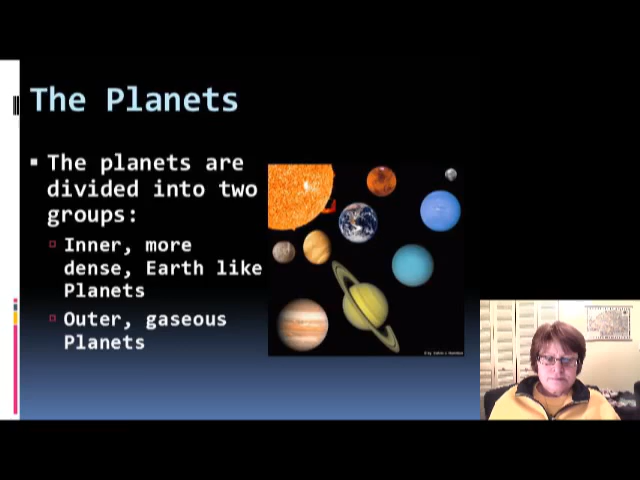 The Planets
The planets are
divided into two
groups:
Inner, more
dense, Earth like
Planets
Outer, gaseous
Planets